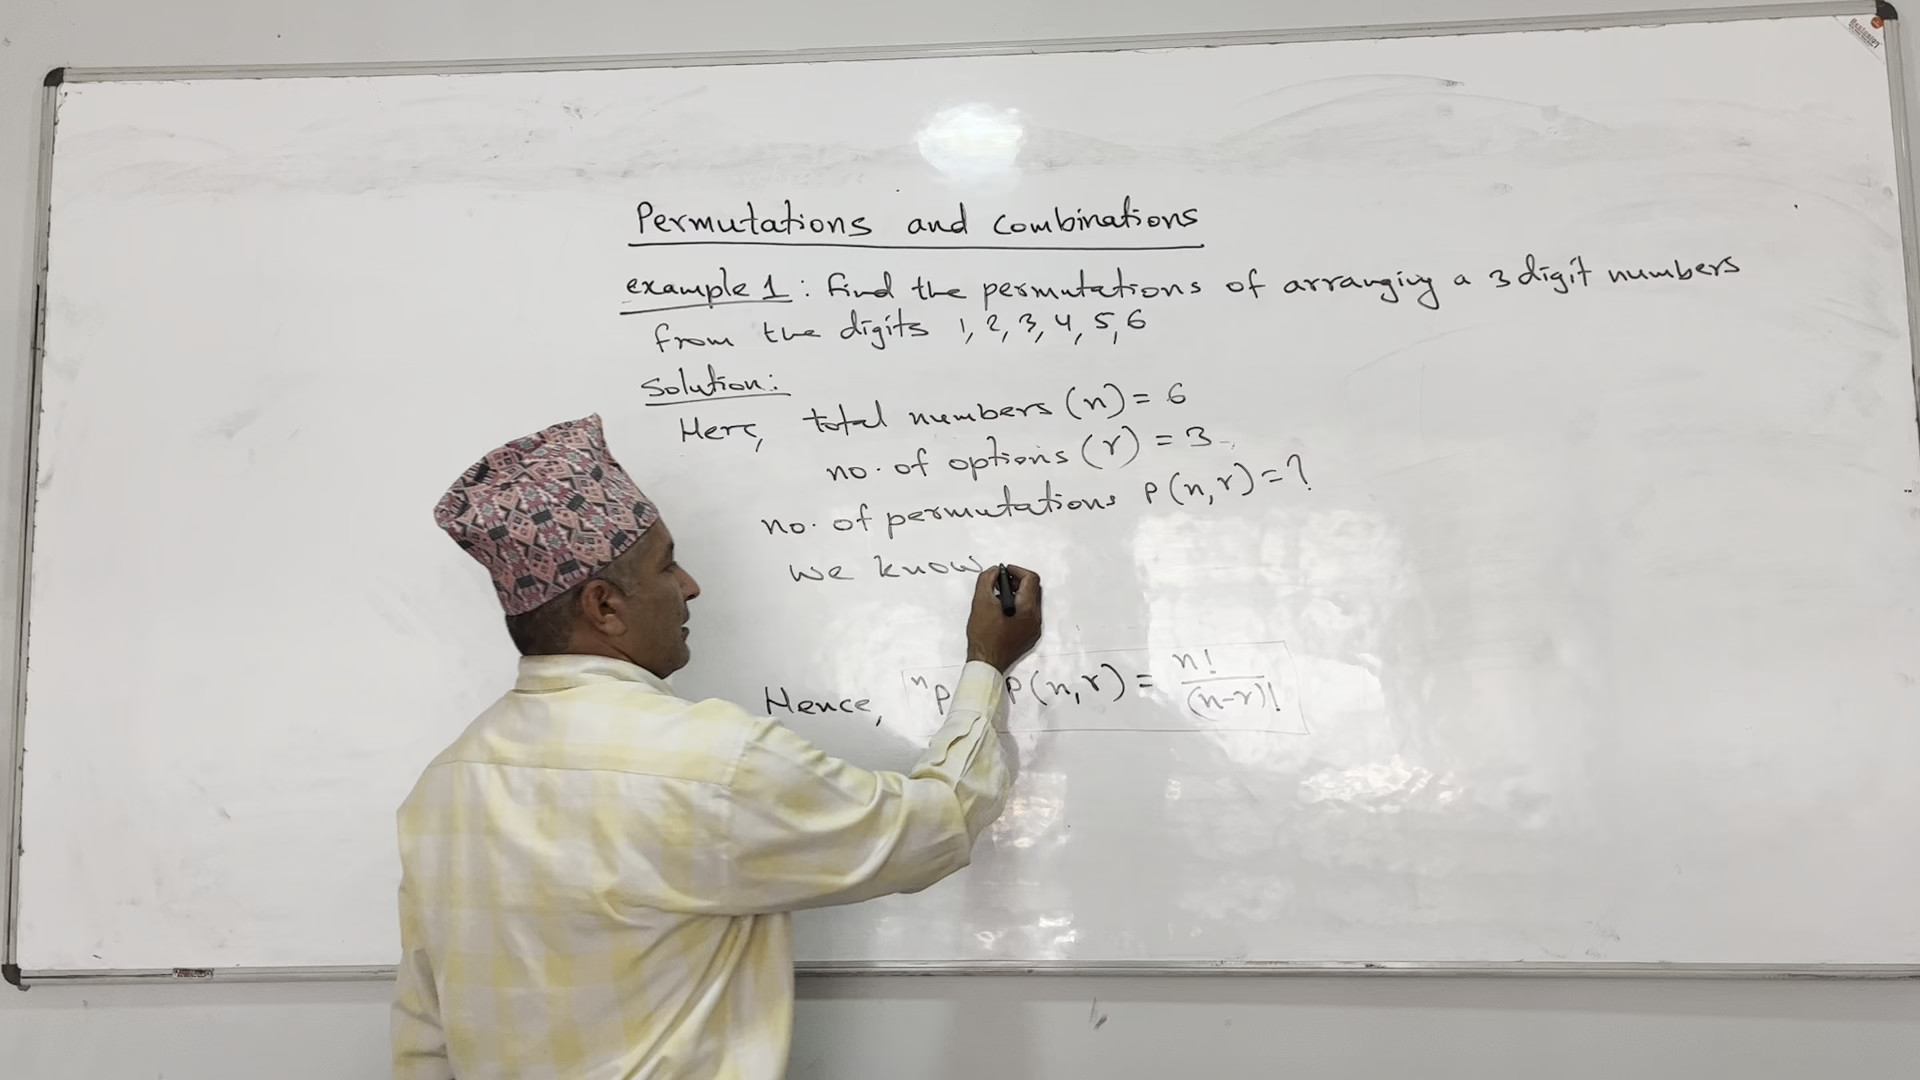 Permutations and combinations
example 1: Find the permutations of arranging a 3 digit numbers
from the digits 1, 2, 3, 4, 5, 6
Solution:
Here, total numbers (n) = 6
no. of options (r) = 3
no. of permutations P(n,r) = ?
we know
Hence, ⁿP P(n,r) = n!/(n-r)!